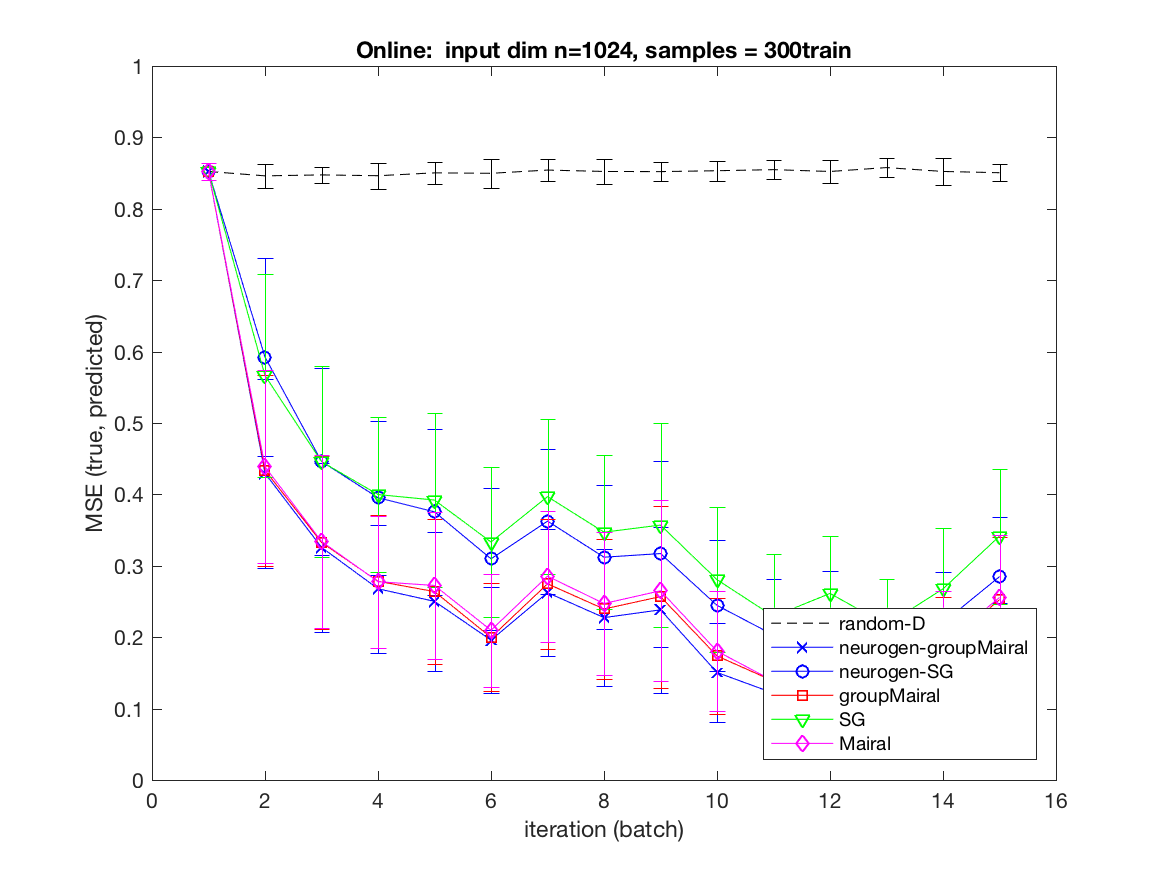 Online:  input dim n=1024, samples = 300train
MSE (true, predicted)
1
0.9
0.8
0.7
0.6
0.5
0.4
0.3
0.2
0.1
0
0 2 4 6 8 10 12 14 16
iteration (batch)
random-D
neurogen-groupMairal
neurogen-SG
groupMairal
SG
Mairal